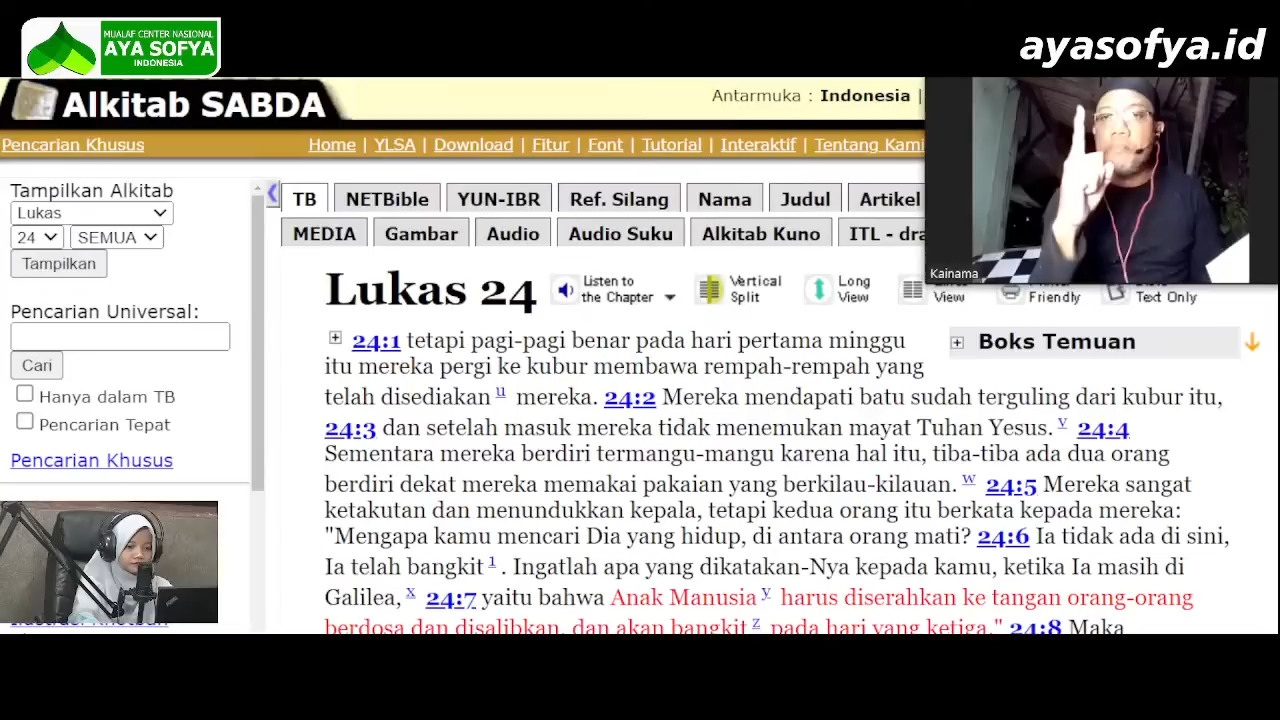 MUALAF CENTER NASIONAL
AYA SOFYA
INDONESIA
ayasofya.id
Alkitab SABDA
Antarmuka : Indonesia |
Pencarian Khusus
Home | YLSA | Download | Fitur | Font | Tutorial | Interaktif | Tentang Kami
Tampilkan Alkitab
Lukas
24 SEMUA
Tampilkan
Pencarian Universal:
Cari
Hanya dalam TB
Pencarian Tepat
Pencarian Khusus
TB NETBible YUN-IBR Ref. Silang Nama Judul Artikel
MEDIA Gambar Audio Audio Suku Alkitab Kuno ITL - dra
Kainama
Lukas 24
Listen to
the Chapter
Vertical
Split
Long
View
View
Friendly
Text Only
Boks Temuan
24:1 tetapi pagi-pagi benar pada hari pertama minggu
itu mereka pergi ke kubur membawa rempah-rempah yang
telah disediakan u mereka. 24:2 Mereka mendapati batu sudah terguling dari kubur itu,
24:3 dan setelah masuk mereka tidak menemukan mayat Tuhan Yesus. v 24:4
Sementara mereka berdiri termangu-mangu karena hal itu, tiba-tiba ada dua orang
berdiri dekat mereka memakai pakaian yang berkilau-kilauan. w 24:5 Mereka sangat
ketakutan dan menundukkan kepala, tetapi kedua orang itu berkata kepada mereka:
"Mengapa kamu mencari Dia yang hidup, di antara orang mati? 24:6 Ia tidak ada di sini,
Ia telah bangkit 1 . Ingatlah apa yang dikatakan-Nya kepada kamu, ketika Ia masih di
Galilea, x 24:7 yaitu bahwa Anak Manusia y harus diserahkan ke tangan orang-orang
berdosa dan disalibkan, dan akan bangkit z pada hari yang ketiga." 24:8 Maka